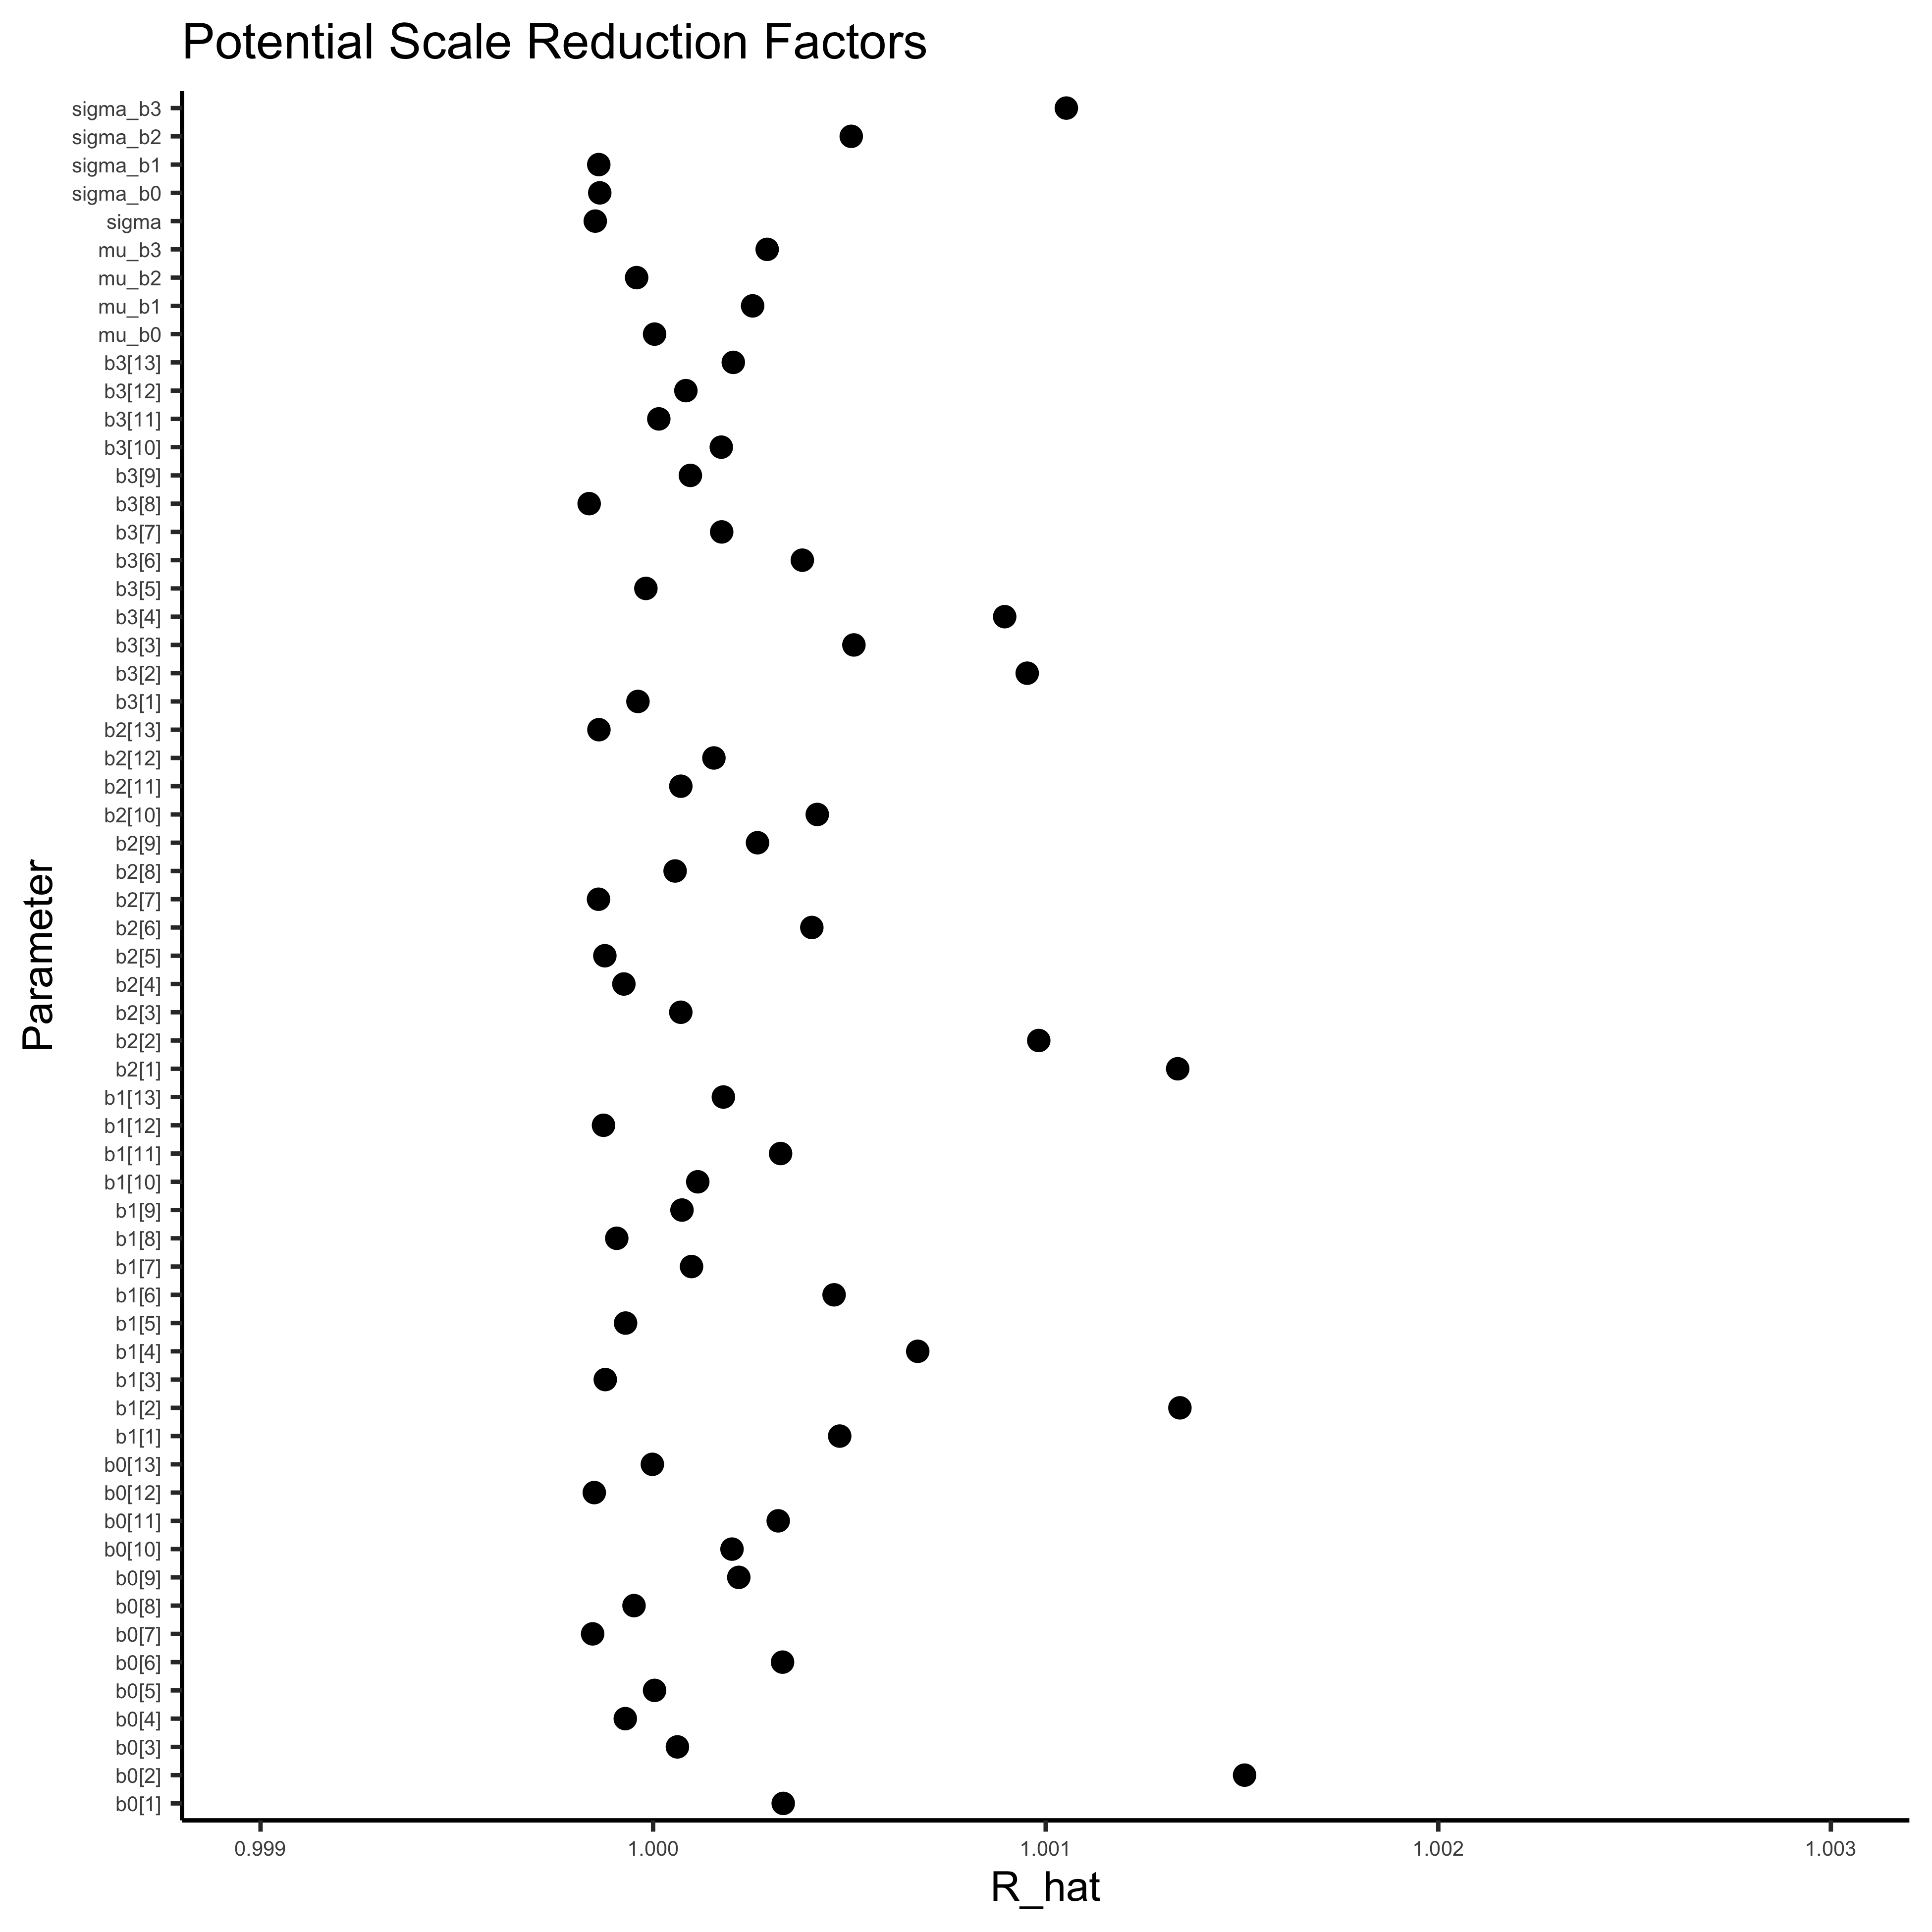 Potential Scale Reduction Factors
sigma_b3
sigma_b2
sigma_b1
sigma_b0
sigma
mu_b3
mu_b2
mu_b1
mu_b0
b3[13]
b3[12]
b3[11]
b3[10]
b3[9]
b3[8]
b3[7]
b3[6]
b3[5]
b3[4]
b3[3]
b3[2]
b3[1]
b2[13]
b2[12]
b2[11]
b2[10]
b2[9]
b2[8]
b2[7]
b2[6]
b2[5]
b2[4]
b2[3]
b2[2]
b2[1]
b1[13]
b1[12]
b1[11]
b1[10]
b1[9]
b1[8]
b1[7]
b1[6]
b1[5]
b1[4]
b1[3]
b1[2]
b1[1]
b0[13]
b0[12]
b0[11]
b0[10]
b0[9]
b0[8]
b0[7]
b0[6]
b0[5]
b0[4]
b0[3]
b0[2]
b0[1]
Parameter
0.999 1.000 1.001 1.002 1.003
R_hat